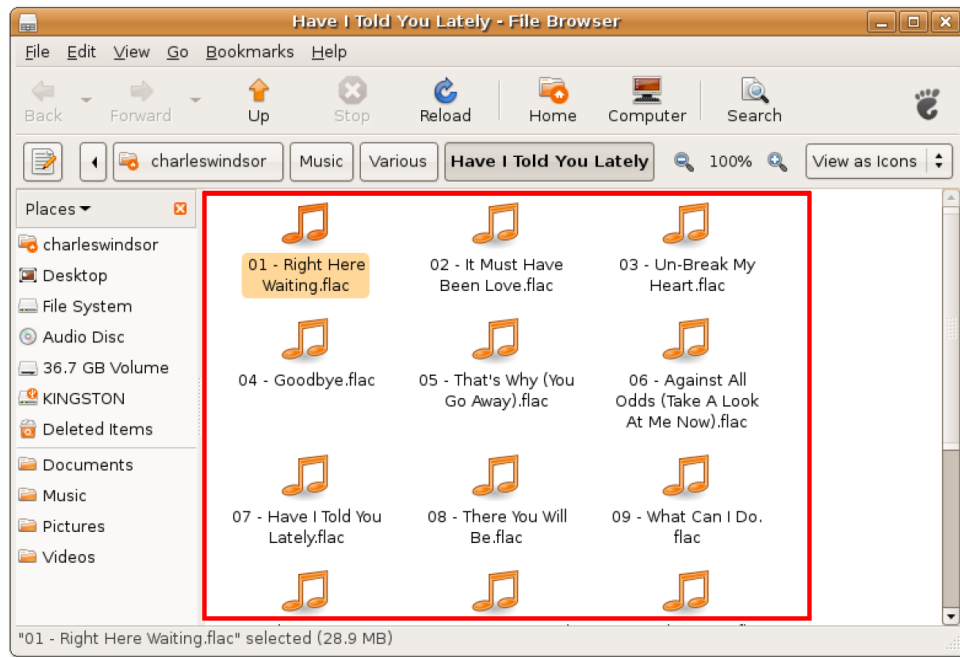 Have I Told You Lately - File Browser
File Edit View Go Bookmarks Help
Back Forward Up Stop Reload Home Computer Search
charleswindsor Music Various Have I Told You Lately 100% View as Icons
Places
charleswindsor
Desktop
File System
Audio Disc
36.7 GB Volume
KINGSTON
Deleted Items
Documents
Music
Pictures
Videos
01 - Right Here
Waiting.flac
02 - It Must Have
Been Love.flac
03 - Un-Break My
Heart.flac
04 - Goodbye.flac
05 - That's Why (You
Go Away).flac
06 - Against All
Odds (Take A Look
At Me Now).flac
07 - Have I Told You
Lately.flac
08 - There You Will
Be.flac
09 - What Can I Do.
flac
"01 - Right Here Waiting.flac" selected (28.9 MB)